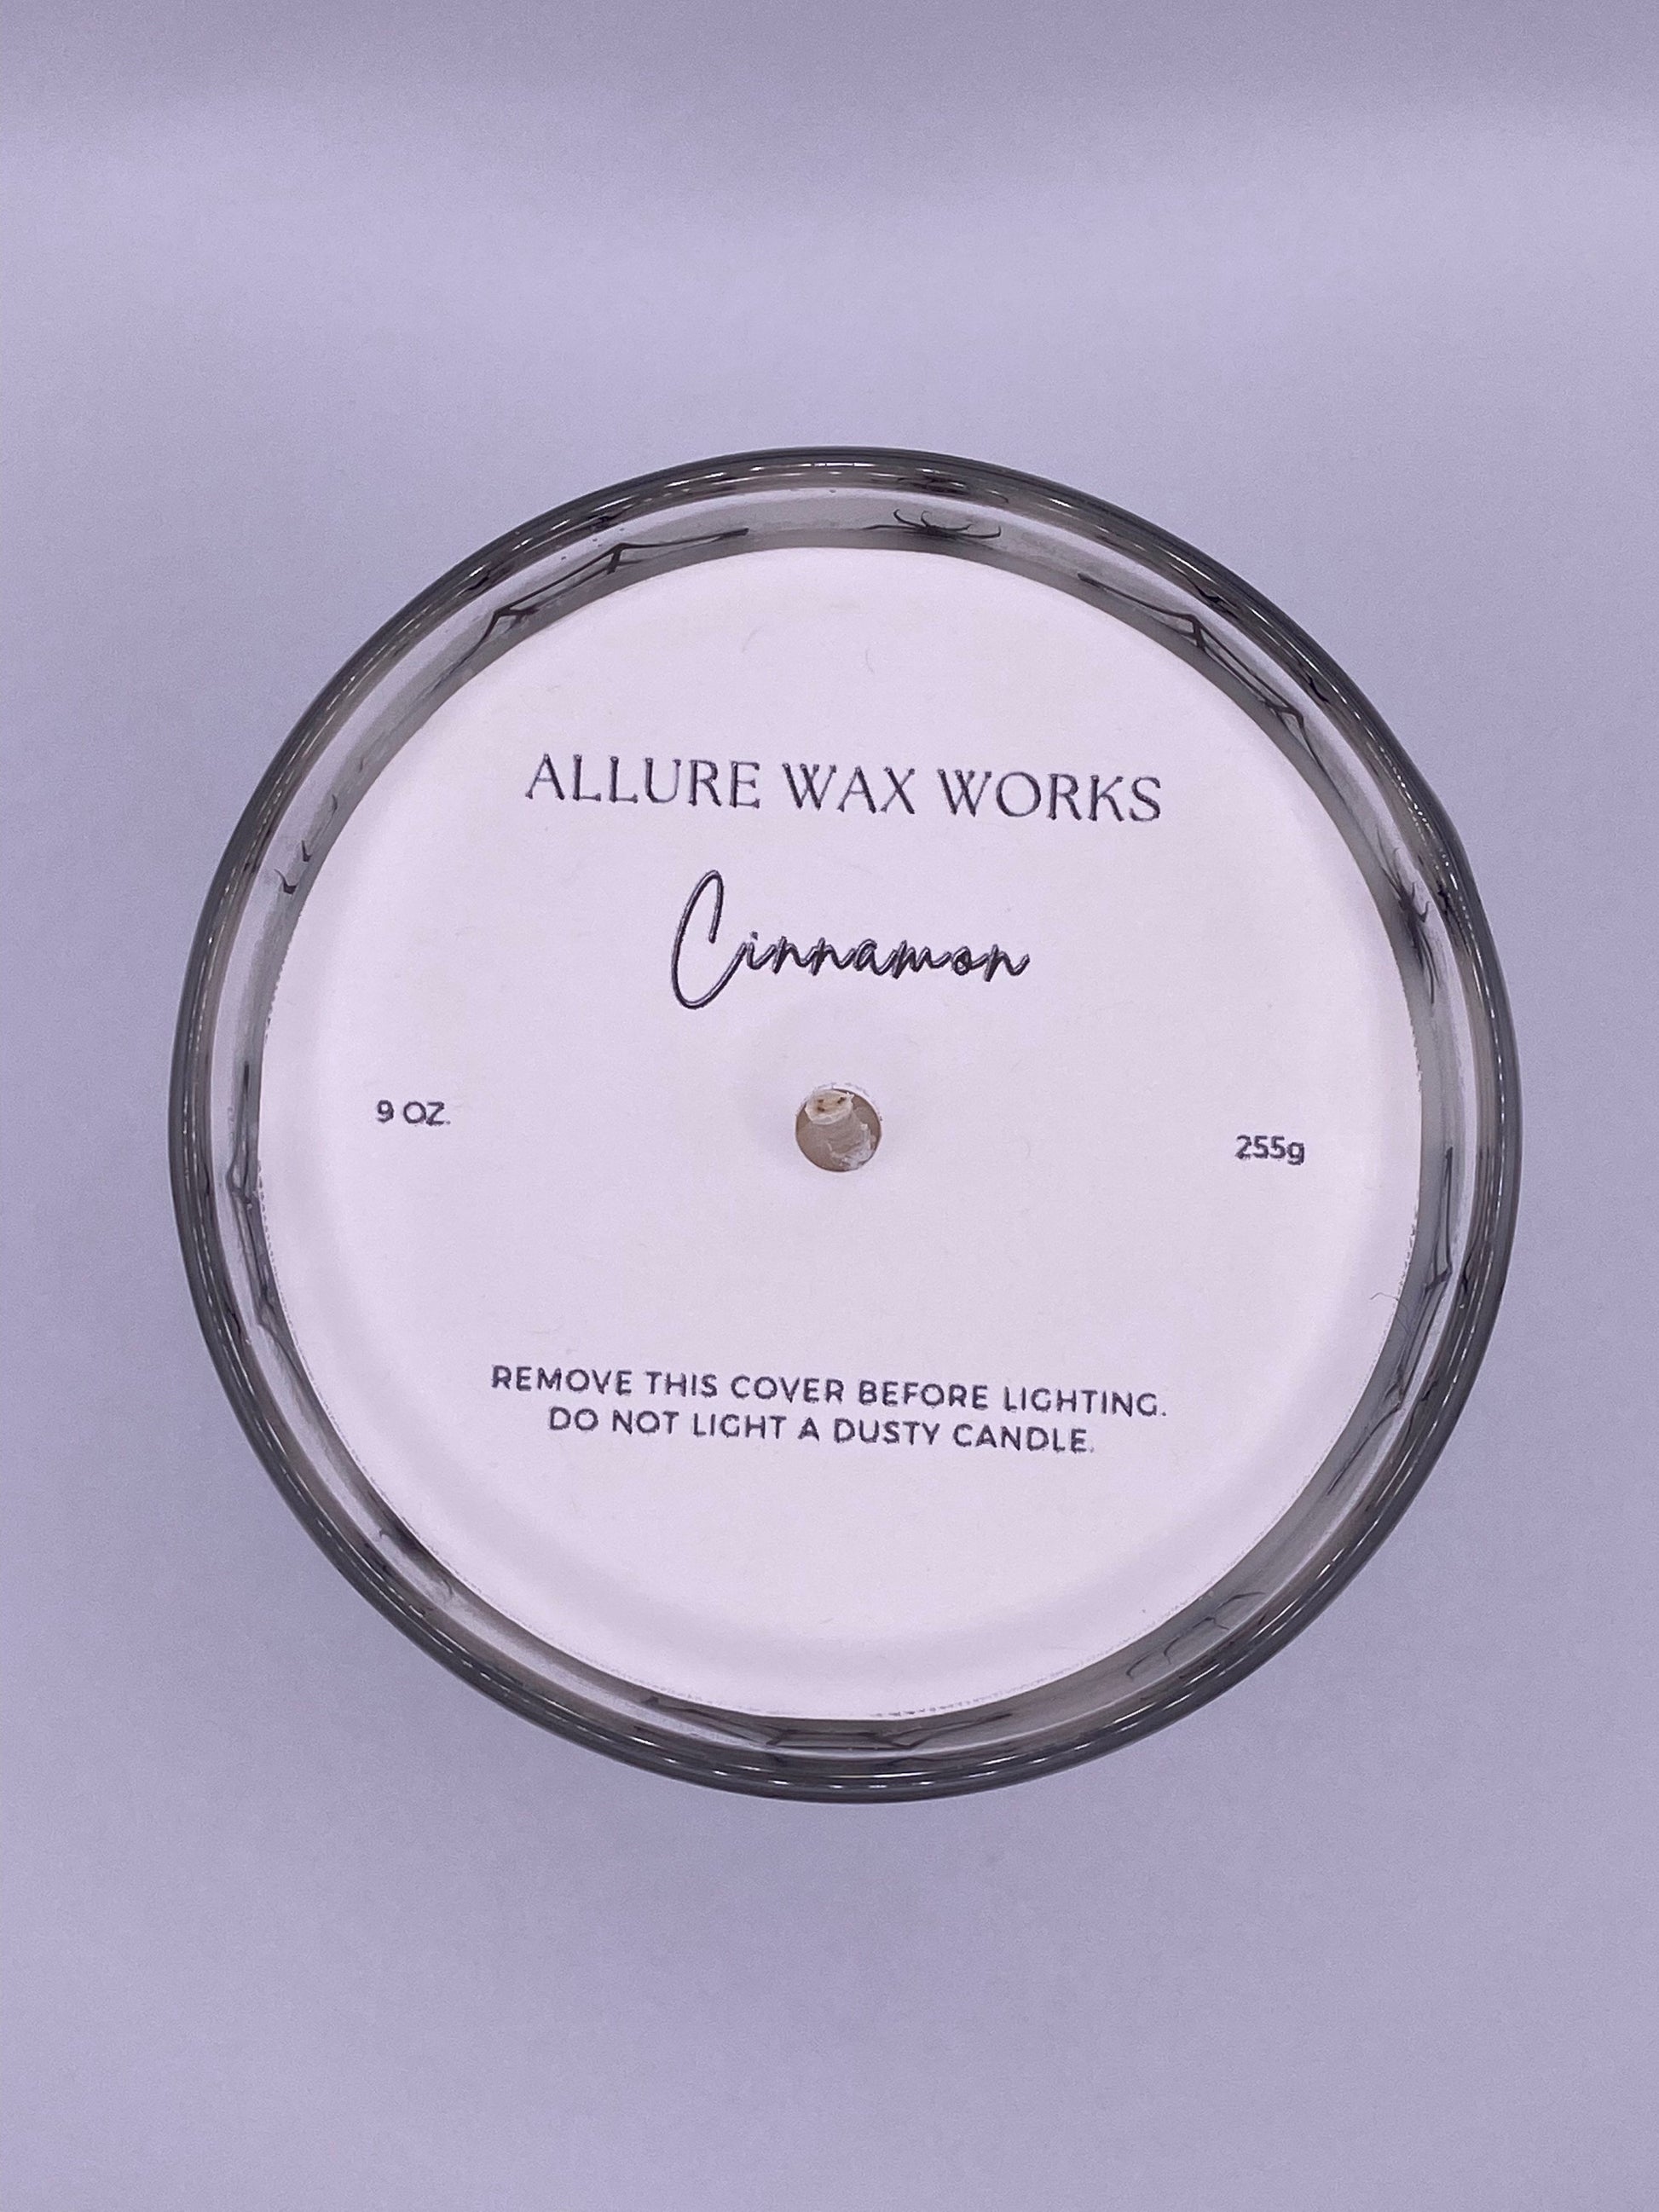 ALLURE WAX WORKS
Cinnamon
9 OZ.
255g
REMOVE THIS COVER BEFORE LIGHTING.
DO NOT LIGHT A DUSTY CANDLE.